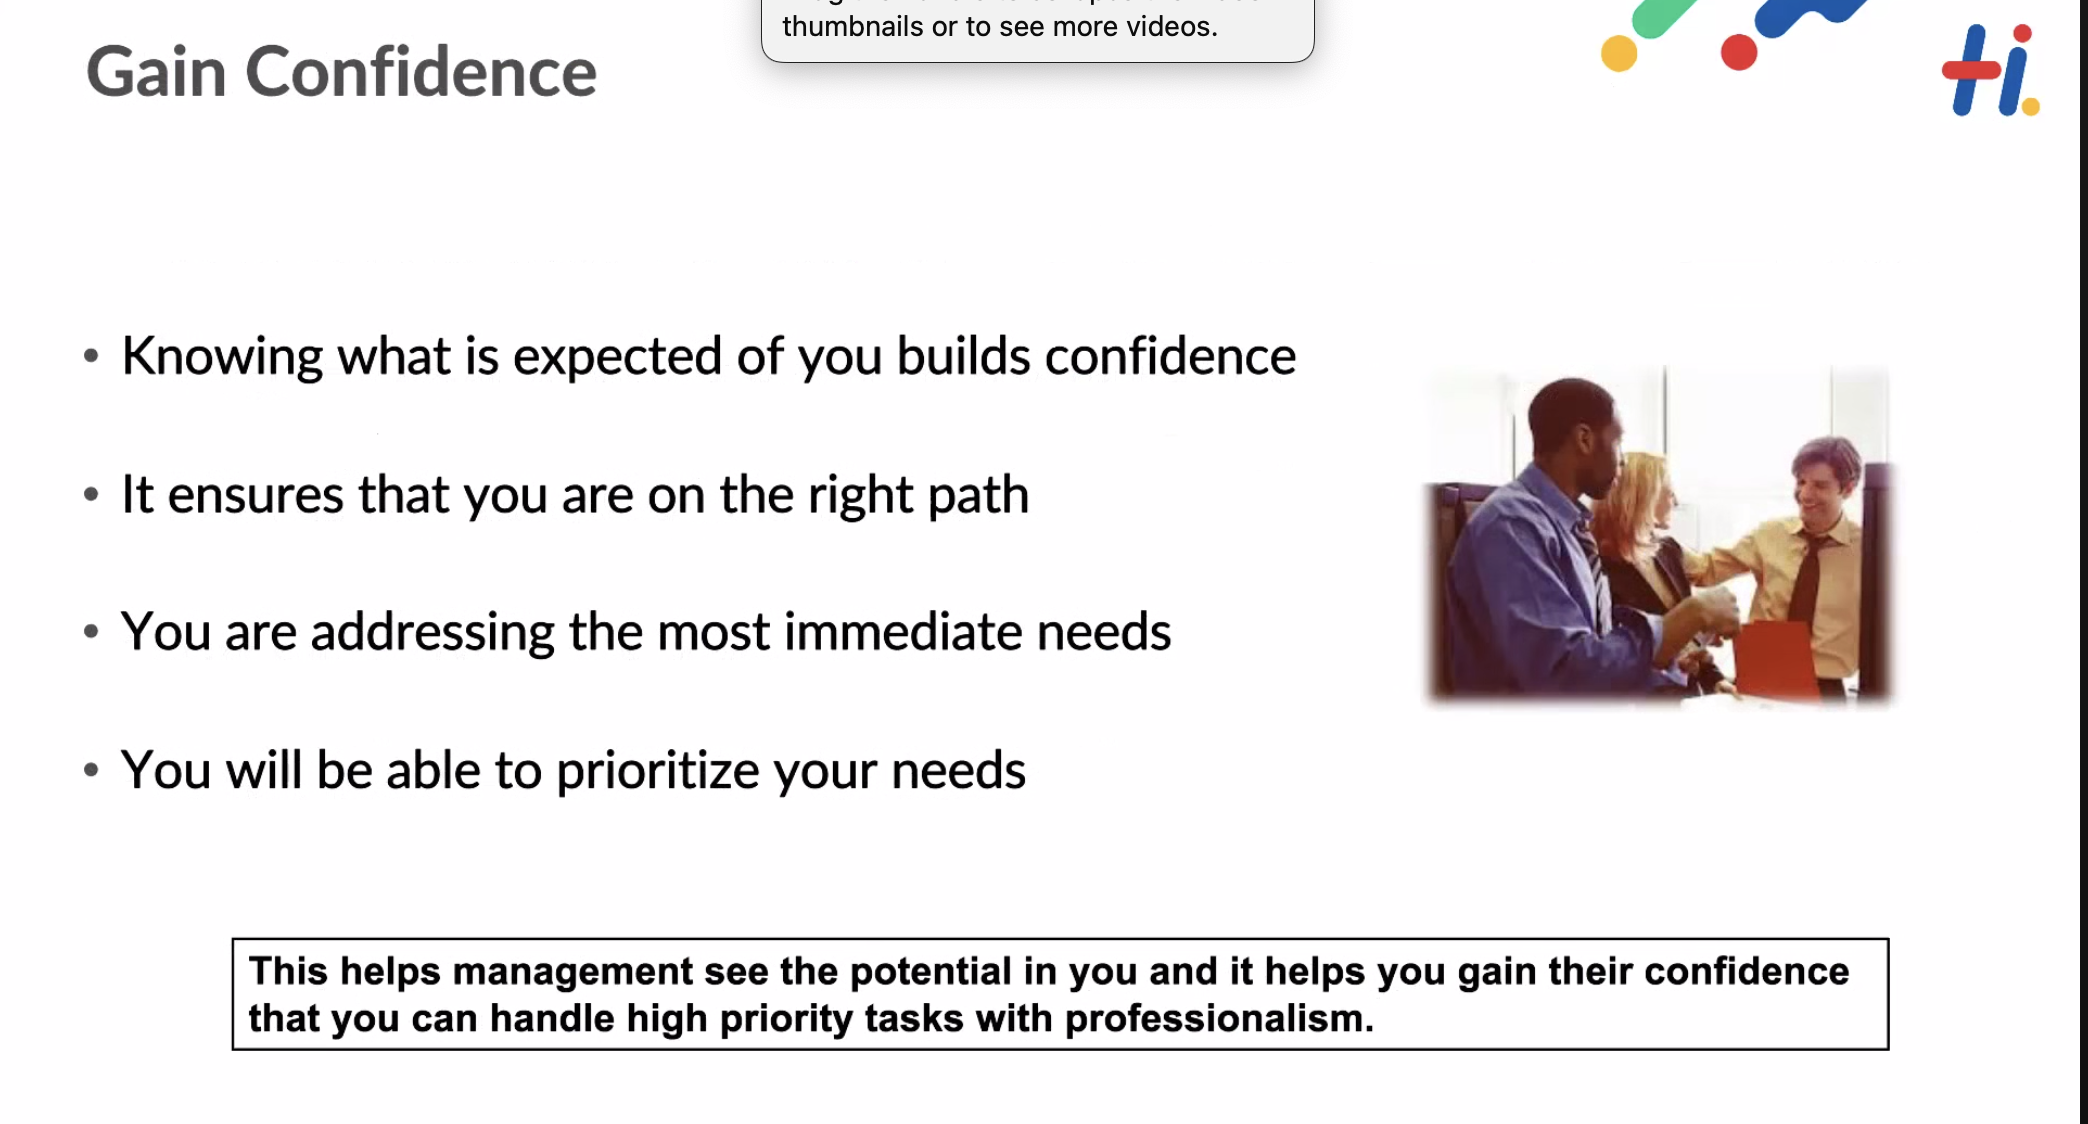 thumbnails or to see more videos.
Gain Confidence
Hi.
• Knowing what is expected of you builds confidence
• It ensures that you are on the right path
• You are addressing the most immediate needs
• You will be able to prioritize your needs
This helps management see the potential in you and it helps you gain their confidence
that you can handle high priority tasks with professionalism.